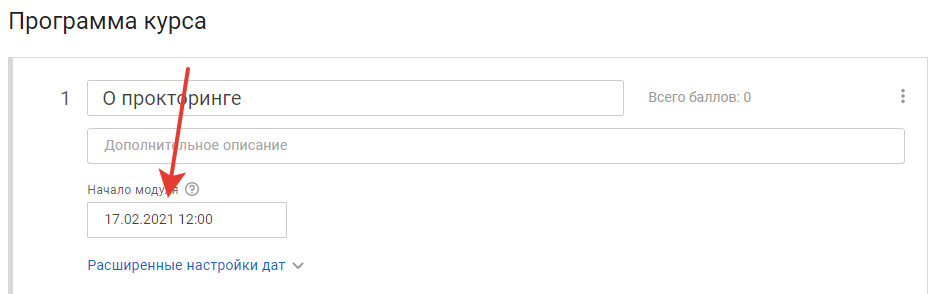 Программа курса
1 О прокторинге Всего баллов: 0
Дополнительное описание
Начало модуля ?
17.02.2021 12:00
Расширенные настройки дат